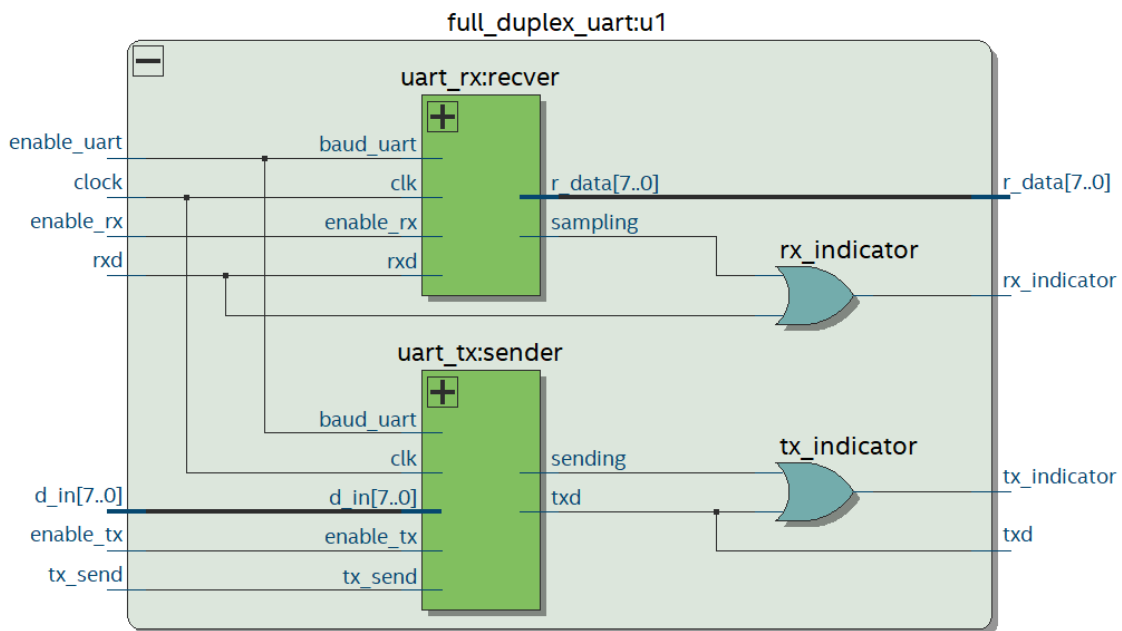 full_duplex_uart:u1
uart_rx:recver
enable_uart
baud_uart
clock
clk
r_data[7..0]
r_data[7..0]
enable_rx
enable_rx
sampling
rxd
rxd
rx_indicator
rx_indicator
uart_tx:sender
baud_uart
tx_indicator
clk
sending
tx_indicator
d_in[7..0]
d_in[7..0]
txd
enable_tx
enable_tx
txd
tx_send
tx_send